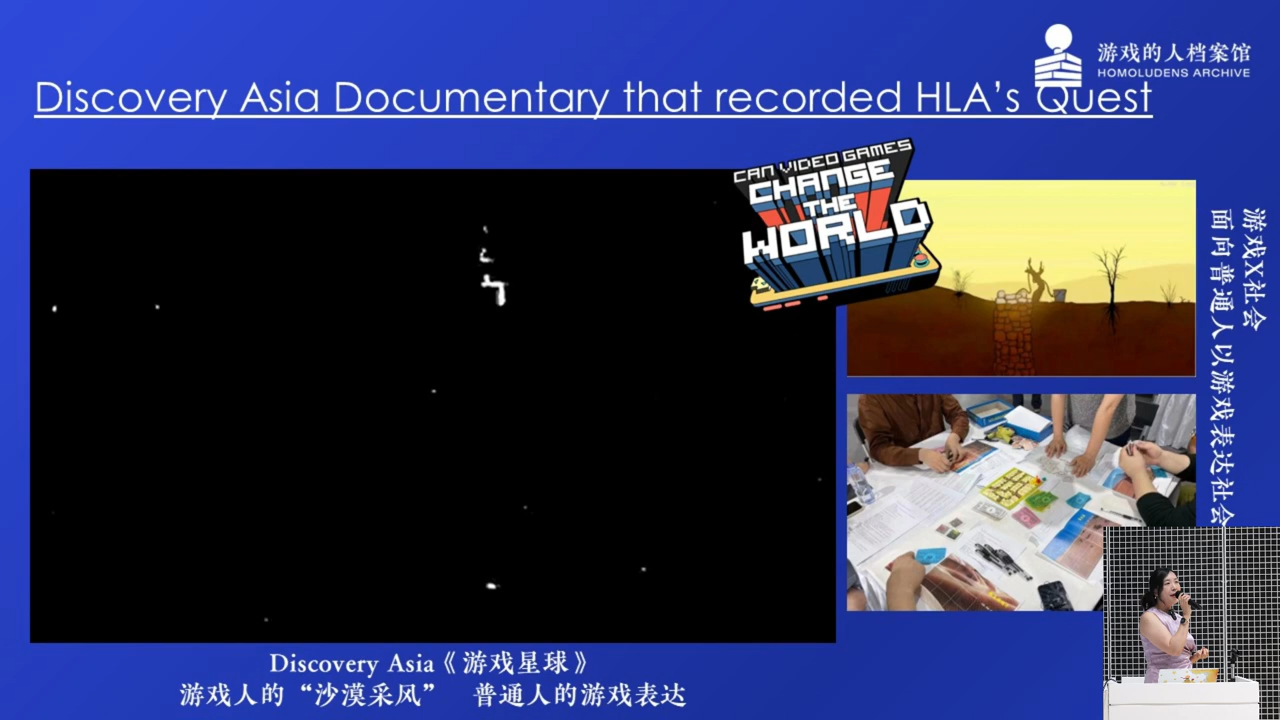 游戏的人档案馆
HOMOLUDENS ARCHIVE
Discovery Asia Documentary that recorded HLA’s Quest
CAN VIDEO GAMES
CHANGE
THE
WORLD
游戏X社会
面向普通人以游戏表达社会
Discovery Asia《游戏星球》
游戏人的“沙漠采风” 普通人的游戏表达